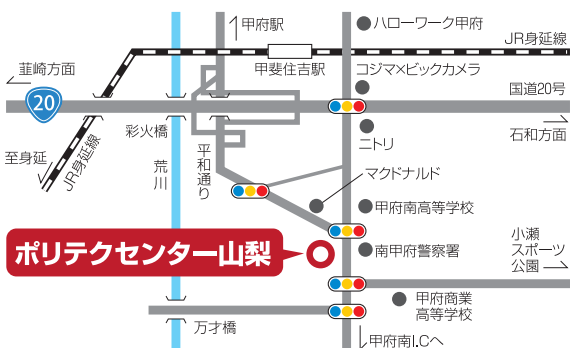 甲府駅
ハローワーク甲府
JR身延線
甲斐住吉駅
コジマ×ビックカメラ
韮崎方面
20
国道20号
石和方面
彩火橋
ニトリ
至身延
JR身延線
荒川
平和通り
マクドナルド
甲府南高等学校
ポリテクセンター山梨
南甲府警察署
小瀬
スポーツ
公園
甲府商業
高等学校
万才橋
甲府南I.Cへ